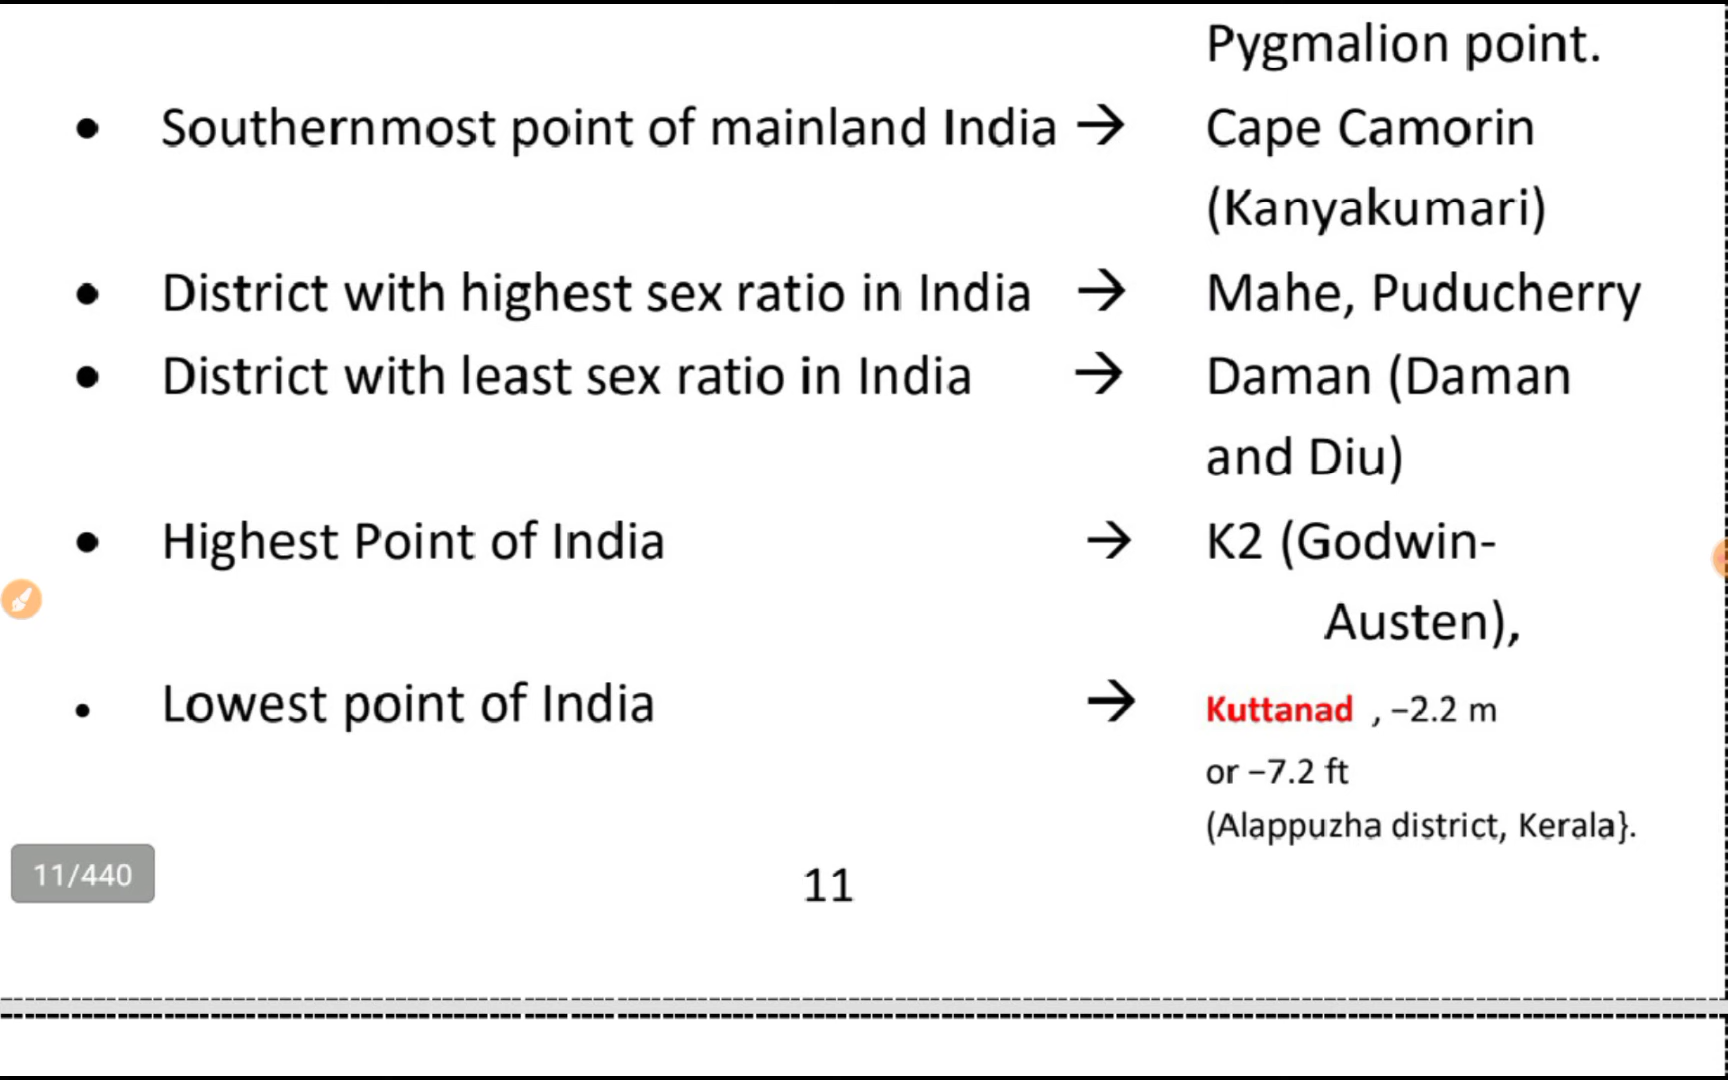 Pygmalion point.
• Southernmost point of mainland India → Cape Camorin
(Kanyakumari)
• District with highest sex ratio in India → Mahe, Puducherry
• District with least sex ratio in India → Daman (Daman
and Diu)
• Highest Point of India → K2 (Godwin-
Austen),
• Lowest point of India → Kuttanad , −2.2 m
or −7.2 ft
(Alappuzha district, Kerala}.
11/440
11